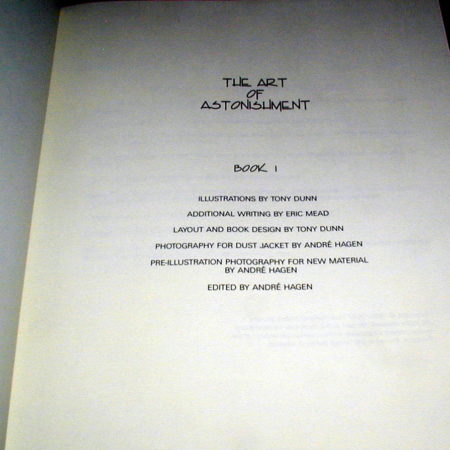 THE ART
OF
ASTONISHMENT
BOOK 1
ILLUSTRATIONS BY TONY DUNN
ADDITIONAL WRITING BY ERIC MEAD
LAYOUT AND BOOK DESIGN BY TONY DUNN
PHOTOGRAPHY FOR DUST JACKET BY ANDRÉ HAGEN
PRE-ILLUSTRATION PHOTOGRAPHY FOR NEW MATERIAL
BY ANDRÉ HAGEN
EDITED BY ANDRÉ HAGEN